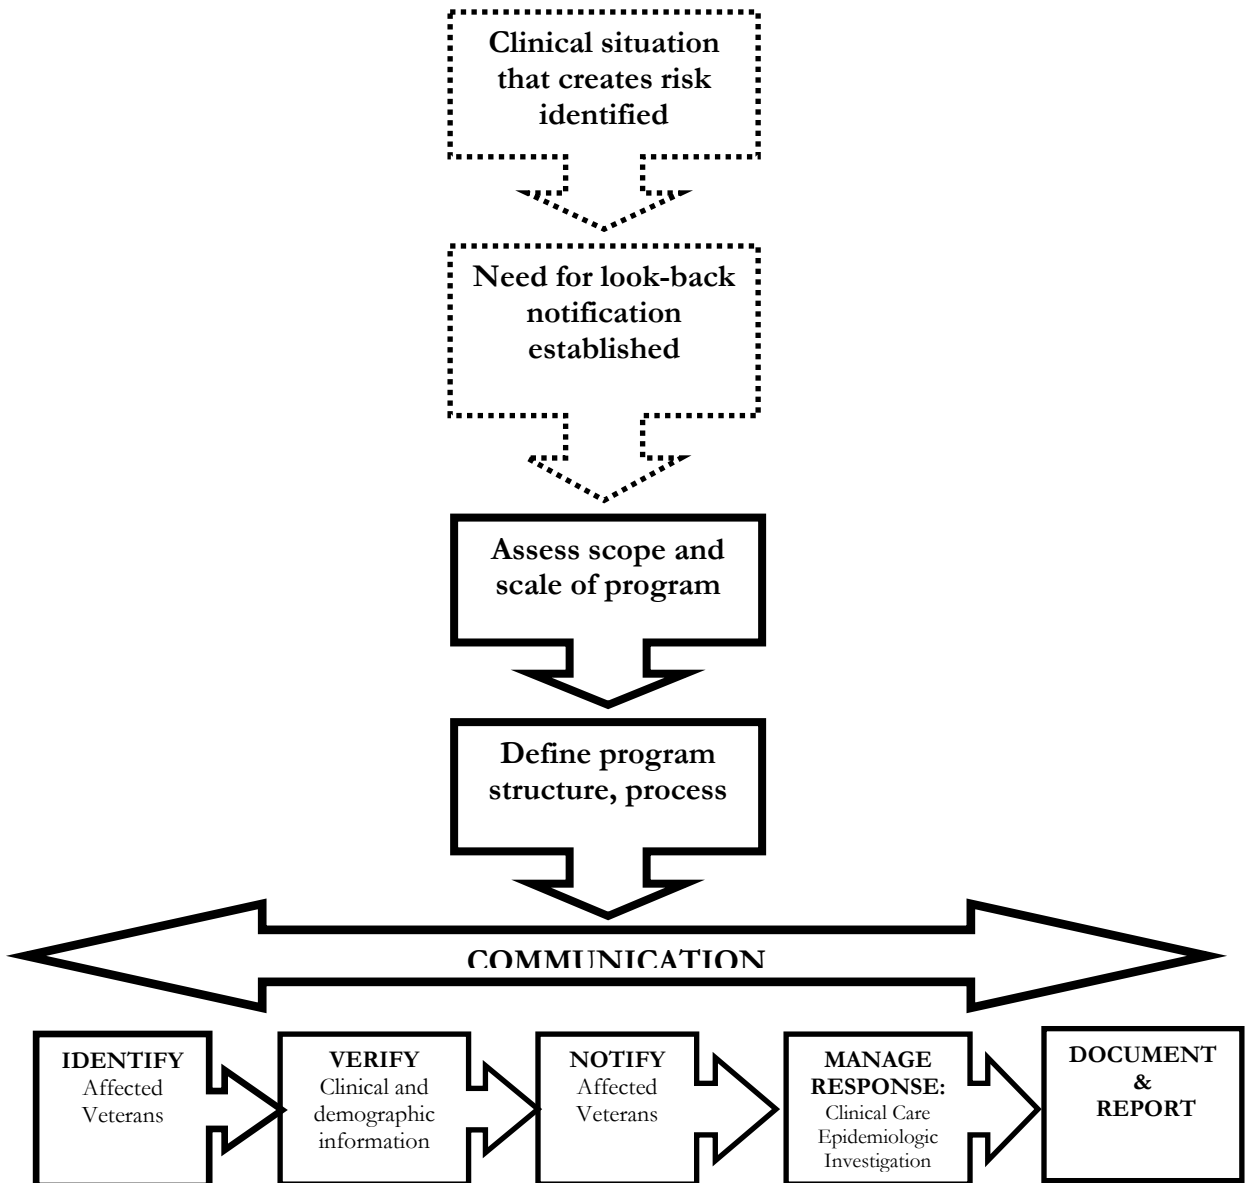 Clinical situation
that creates risk
identified
Need for look-back
notification
established
Assess scope and
scale of program
Define program
structure, process
COMMUNICATION
IDENTIFY
Affected
Veterans
VERIFY
Clinical and
demographic
information
NOTIFY
Affected
Veterans
MANAGE
RESPONSE:
Clinical Care
Epidemiologic
Investigation
DOCUMENT
&
REPORT